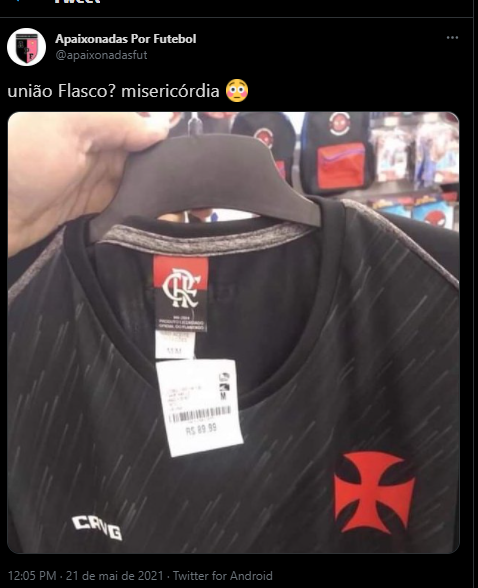 Tweet
Apaixonadas Por Futebol
@apaixonadasfut
união Flasco? misericórdia 😳
CRF
M
R$ 89,99
CRVG
12:05 PM · 21 de mai de 2021 · Twitter for Android